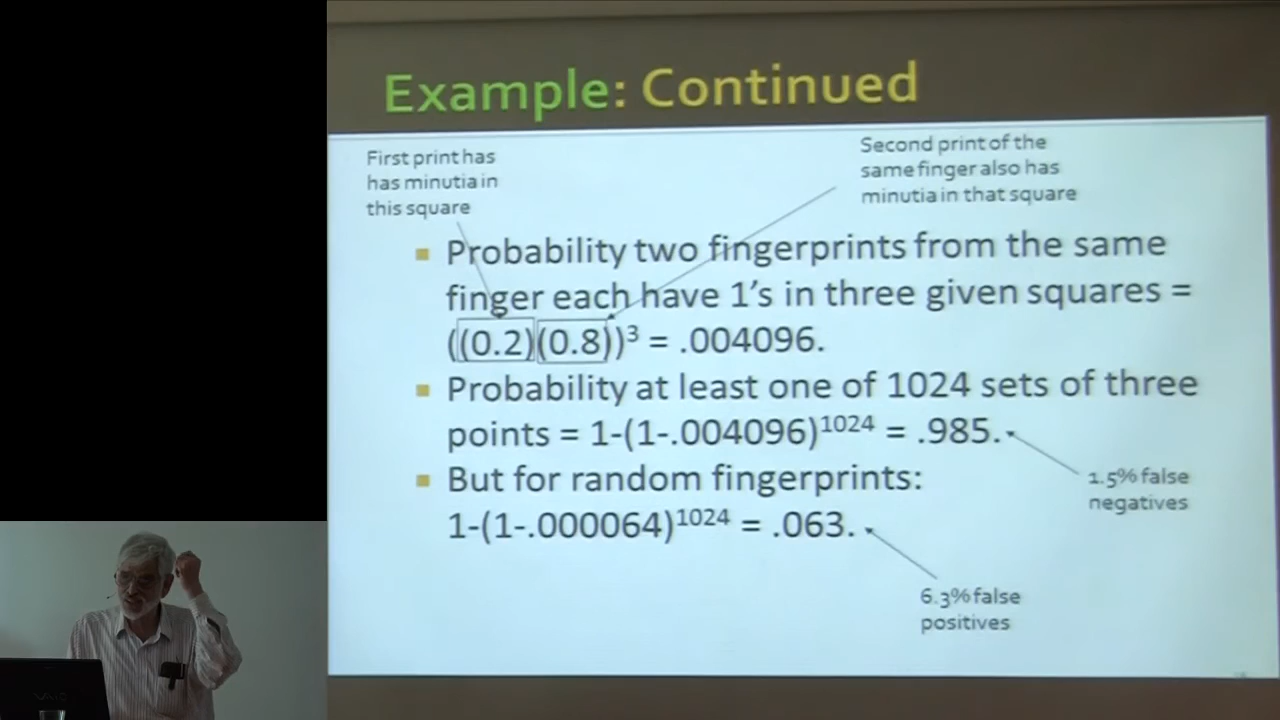 Example: Continued
First print has
has minutia in
this square
Second print of the
same finger also has
minutia in that square
▪ Probability two fingerprints from the same
finger each have 1's in three given squares =
((0.2)(0.8))³ = .004096.
▪ Probability at least one of 1024 sets of three
points = 1-(1-.004096)¹⁰²⁴ = .985.
1.5% false
negatives
▪ But for random fingerprints:
1-(1-.000064)¹⁰²⁴ = .063.
6.3% false
positives